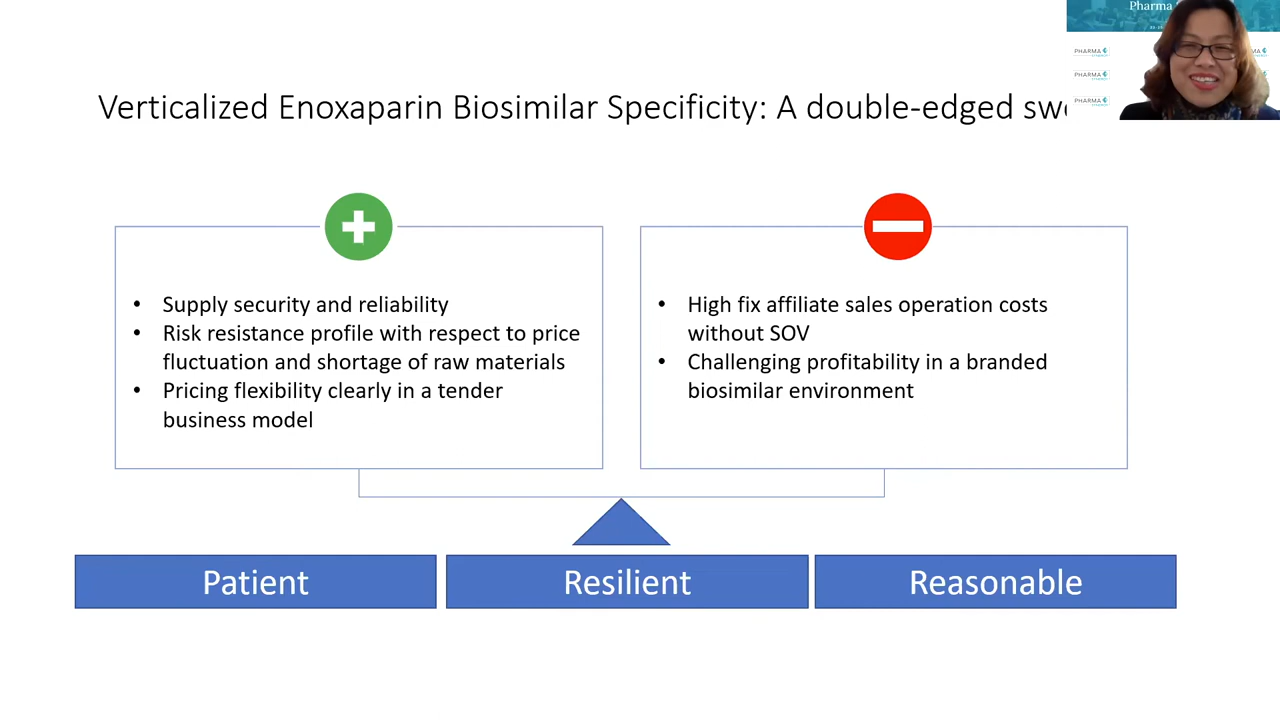 Pharma
PHARMA
PHARMA
PHARMA
Verticalized Enoxaparin Biosimilar Specificity: A double-edged
Supply security and reliability
Risk resistance profile with respect to price
fluctuation and shortage of raw materials
Pricing flexibility clearly in a tender
business model
High fix affiliate sales operation costs
without SOV
Challenging profitability in a branded
biosimilar environment
Patient
Resilient
Reasonable